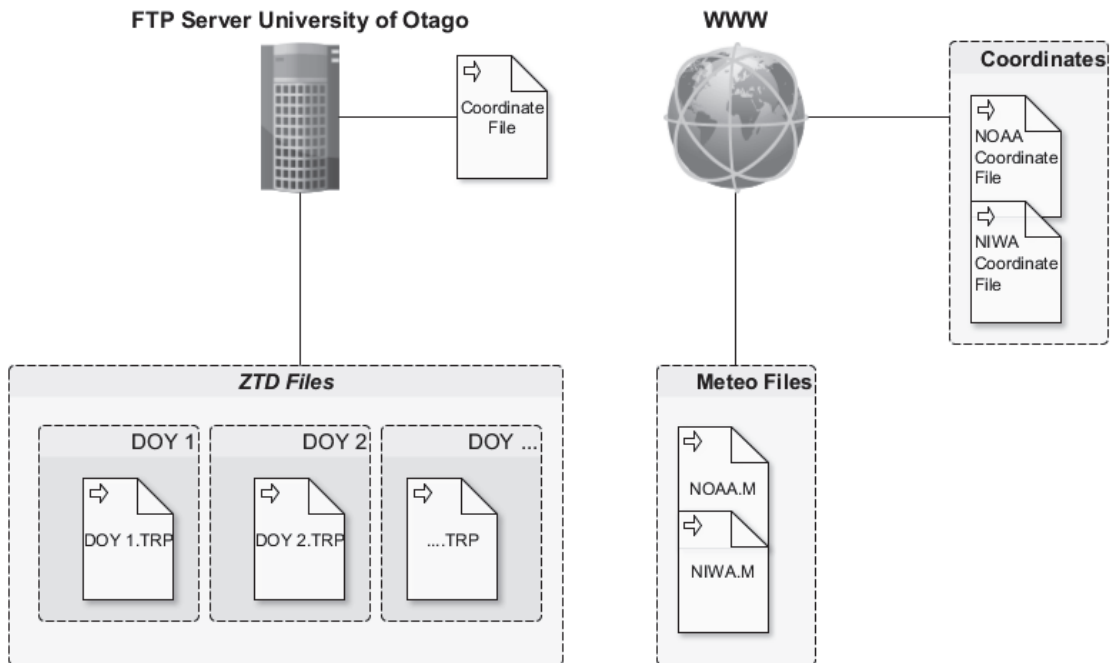 FTP Server University of Otago
WWW
Coordinate
File
Coordinates
NOAA
Coordinate
File
NIWA
Coordinate
File
ZTD Files
DOY 1
DOY 2
DOY ...
DOY 1.TRP
DOY 2.TRP
....TRP
Meteo Files
NOAA.M
NIWA.M